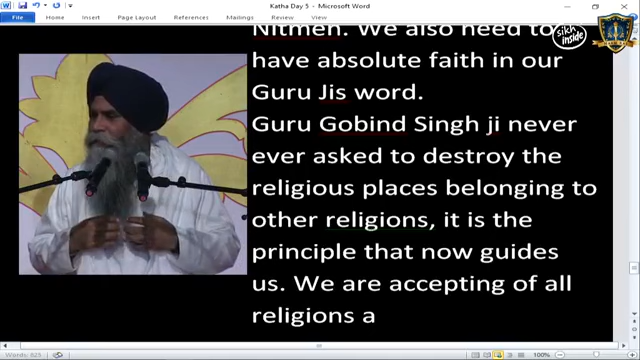 Katha Day 5 - Microsoft Word
File Home Insert Page Layout References Mailings Review View
sikh
inside
Nitmen. We also need to
have absolute faith in our
Guru Jis word.
Guru Gobind Singh ji never
ever asked to destroy the
religious places belonging to
other religions, it is the
principle that now guides
us. We are accepting of all
religions a
Words: 625
100%